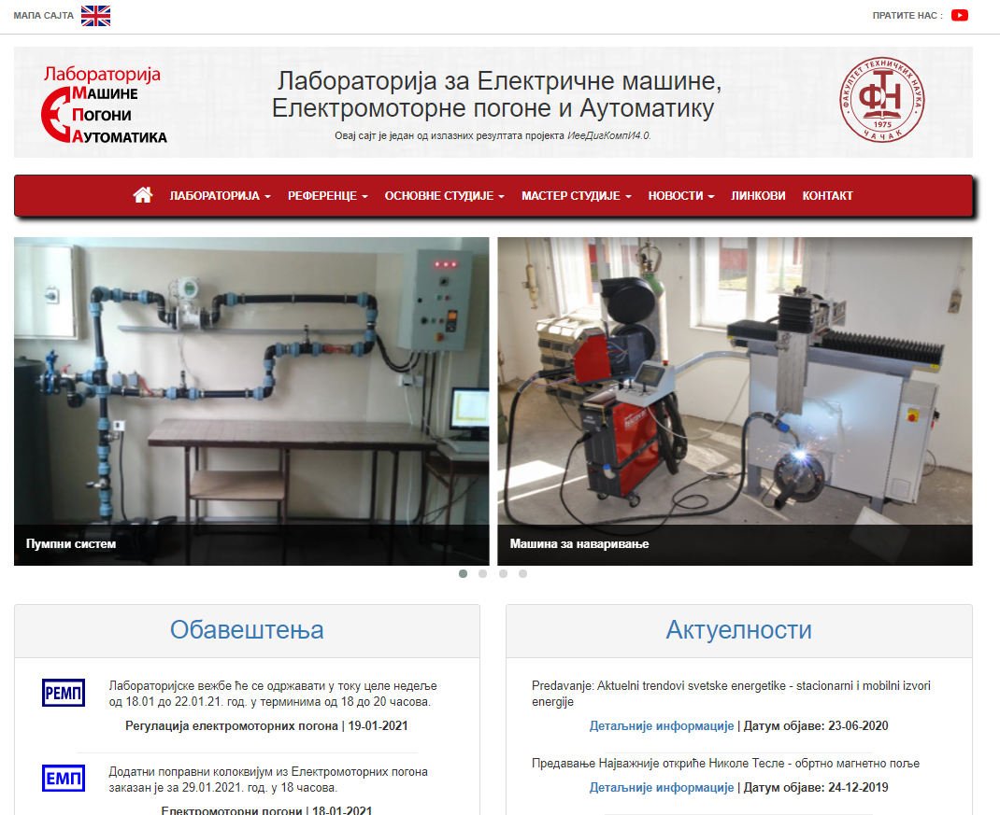 МАПА САЈТА
ПРАТИТЕ НАС :
Лабораторија
МАШИНЕ
ПОГОНИ
АУТОМАТИКА
Лабораторија за Електричне машине,
Електромоторне погоне и Аутоматику
Овај сајт је један од излазних резултата пројекта ИееДигКомпИ4.0.
ФАКУЛТЕТ ТЕХНИЧКИХ НАУКА
ФТН
1975
ЧАЧАК
ЛАБОРАТОРИЈА
РЕФЕРЕНЦЕ
ОСНОВНЕ СТУДИЈЕ
МАСТЕР СТУДИЈЕ
НОВОСТИ
ЛИНКОВИ
КОНТАКТ
Пумпни систем
Машина за наваривање
Обавештења
РЕМП
Лабораторијске вежбе ће се одржавати у току целе недеље
од 18.01 до 22.01.21. год. у терминима од 18 до 20 часова.
Регулација електромоторних погона | 19-01-2021
ЕМП
Додатни поправни колоквијум из Електромоторних погона
заказан је за 29.01.2021. год. у 18 часова.
Електромоторни погони | 18-01-2021
Актуелности
Predavanje: Aktuelni trendovi svetske energetike - stacionarni i mobilni izvori
energije
Детаљније информације | Датум објаве: 23-06-2020
Предавање Најважније откриће Николе Тесле - обртно магнетно поље
Детаљније информације | Датум објаве: 24-12-2019